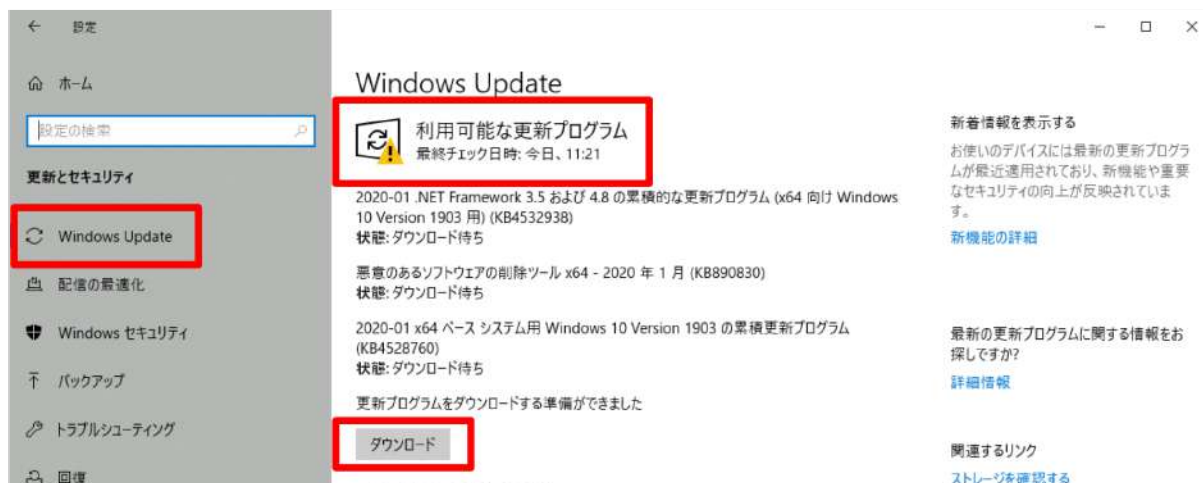 設定
ホーム
設定の検索
更新とセキュリティ
Windows Update
配信の最適化
Windows セキュリティ
バックアップ
トラブルシューティング
回復
Windows Update
利用可能な更新プログラム
最終チェック日時: 今日、11:21
2020-01 .NET Framework 3.5 および 4.8 の累積的な更新プログラム (x64 向け Windows
10 Version 1903 用) (KB4532938)
状態: ダウンロード待ち
悪意のあるソフトウェアの削除ツール x64 - 2020 年 1 月 (KB890830)
状態: ダウンロード待ち
2020-01 x64 ベース システム用 Windows 10 Version 1903 の累積更新プログラム
(KB4528760)
状態: ダウンロード待ち
更新プログラムをダウンロードする準備ができました
ダウンロード
新着情報を表示する
お使いのデバイスには最新の更新プログラ
ムが最近適用されており、新機能や重要
なセキュリティの向上が反映されていま
す。
新機能の詳細
最新の更新プログラムに関する情報をお
探しですか?
詳細情報
関連するリンク
ストレージを確認する